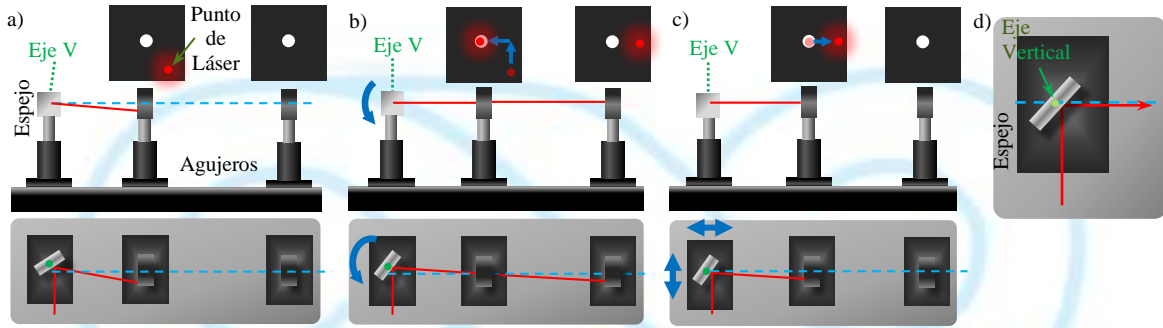 a)
Punto
de
Láser
Eje V
Espejo
Agujeros
b)
Eje V
c)
Eje V
d)
Eje
Vertical
Espejo